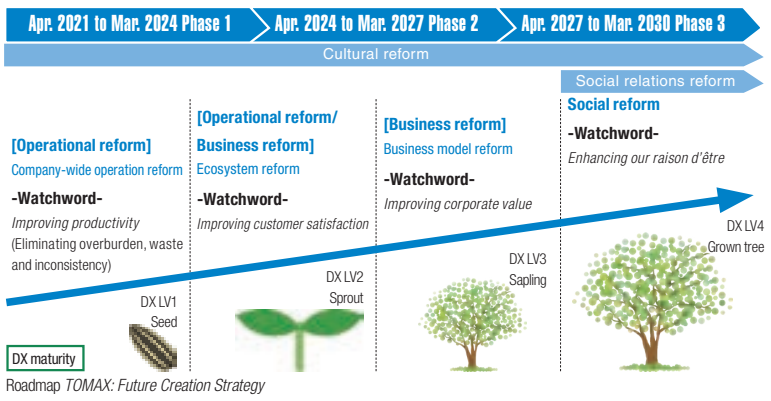 Apr. 2021 to Mar. 2024 Phase 1
Apr. 2024 to Mar. 2027 Phase 2
Apr. 2027 to Mar. 2030 Phase 3
Cultural reform
Social relations reform
[Operational reform]
Company-wide operation reform
-Watchword-
Improving productivity
(Eliminating overburden, waste
and inconsistency)
DX LV1
Seed
[Operational reform/
Business reform]
Ecosystem reform
-Watchword-
Improving customer satisfaction
DX LV2
Sprout
[Business reform]
Business model reform
-Watchword-
Improving corporate value
DX LV3
Sapling
Social reform
-Watchword-
Enhancing our raison d’être
DX LV4
Grown tree
DX maturity
Roadmap TOMAX: Future Creation Strategy